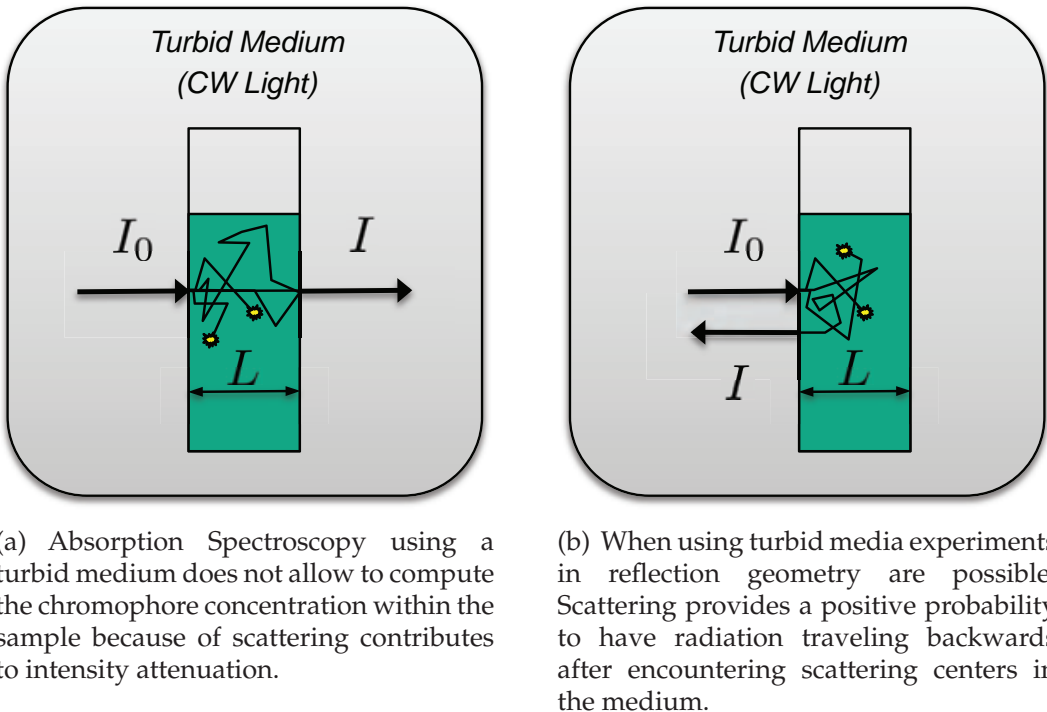 Turbid Medium
(CW Light)
I₀
I
L
Turbid Medium
(CW Light)
I₀
I
L
(a) Absorption Spectroscopy using a
turbid medium does not allow to compute
the chromophore concentration within the
sample because of scattering contributes
to intensity attenuation.
(b) When using turbid media experiments
in reflection geometry are possible
Scattering provides a positive probability
to have radiation traveling backwards
after encountering scattering centers in
the medium.